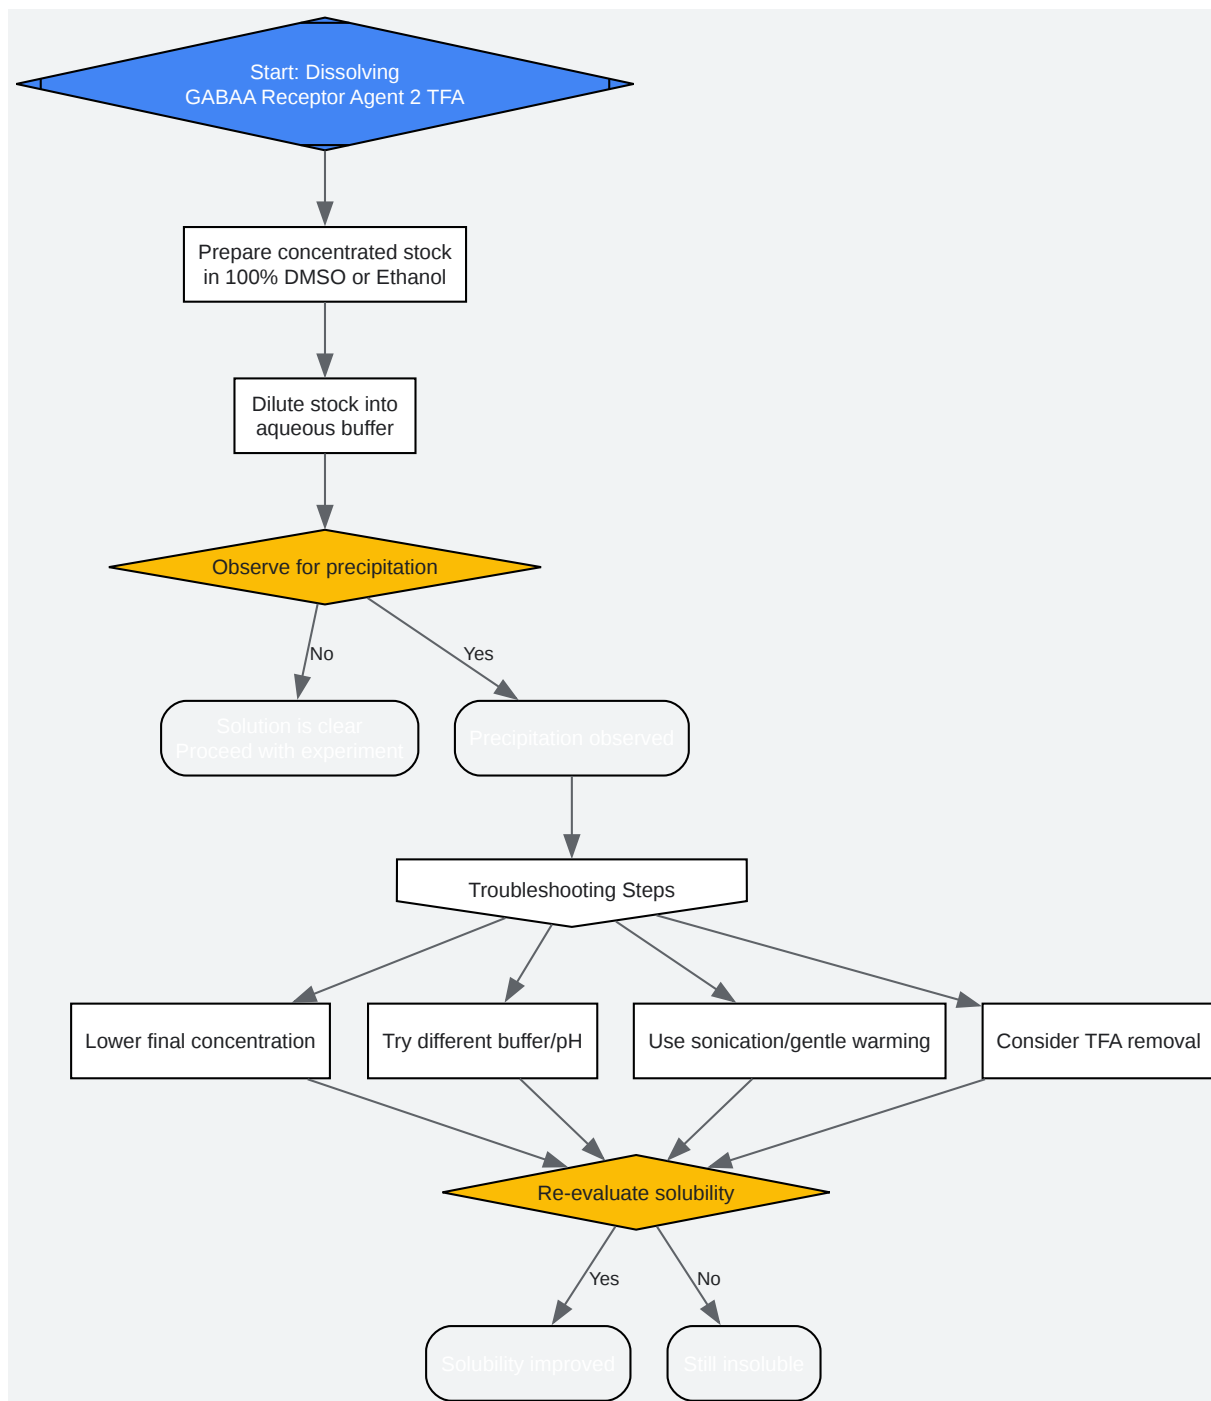 Start: Dissolving
GABAA Receptor Agent 2 TFA
Prepare concentrated stock
in 100% DMSO or Ethanol
Dilute stock into
aqueous buffer
Observe for precipitation
No
Yes
Solution is clear
Proceed with experiment
Precipitation observed
Troubleshooting Steps
Lower final concentration
Try different buffer/pH
Use sonication/gentle warming
Consider TFA removal
Re-evaluate solubility
Yes
No
Solubility improved
Still insoluble